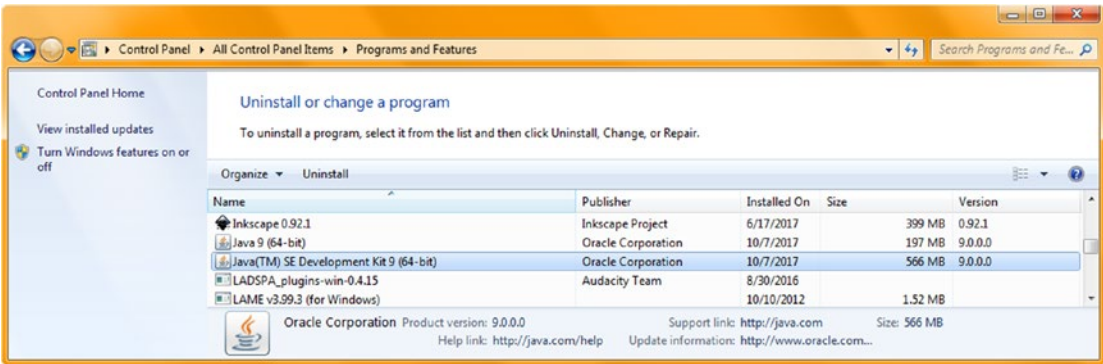 Control Panel ▸ All Control Panel Items ▸ Programs and Features
Search Programs and Fe...
Control Panel Home
View installed updates
Turn Windows features on or
off
Uninstall or change a program
To uninstall a program, select it from the list and then click Uninstall, Change, or Repair.
Organize Uninstall
Name Publisher Installed On Size Version
Inkscape 0.92.1 Inkscape Project 6/17/2017 399 MB 0.92.1
Java 9 (64-bit) Oracle Corporation 10/7/2017 197 MB 9.0.0.0
Java(TM) SE Development Kit 9 (64-bit) Oracle Corporation 10/7/2017 566 MB 9.0.0.0
LADSPA_plugins-win-0.4.15 Audacity Team 8/30/2016
LAME v3.99.3 (for Windows) 10/10/2012 1.52 MB
Oracle Corporation Product version: 9.0.0.0 Support link: http://java.com Size: 566 MB
Help link: http://java.com/help Update information: http://www.oracle.com...